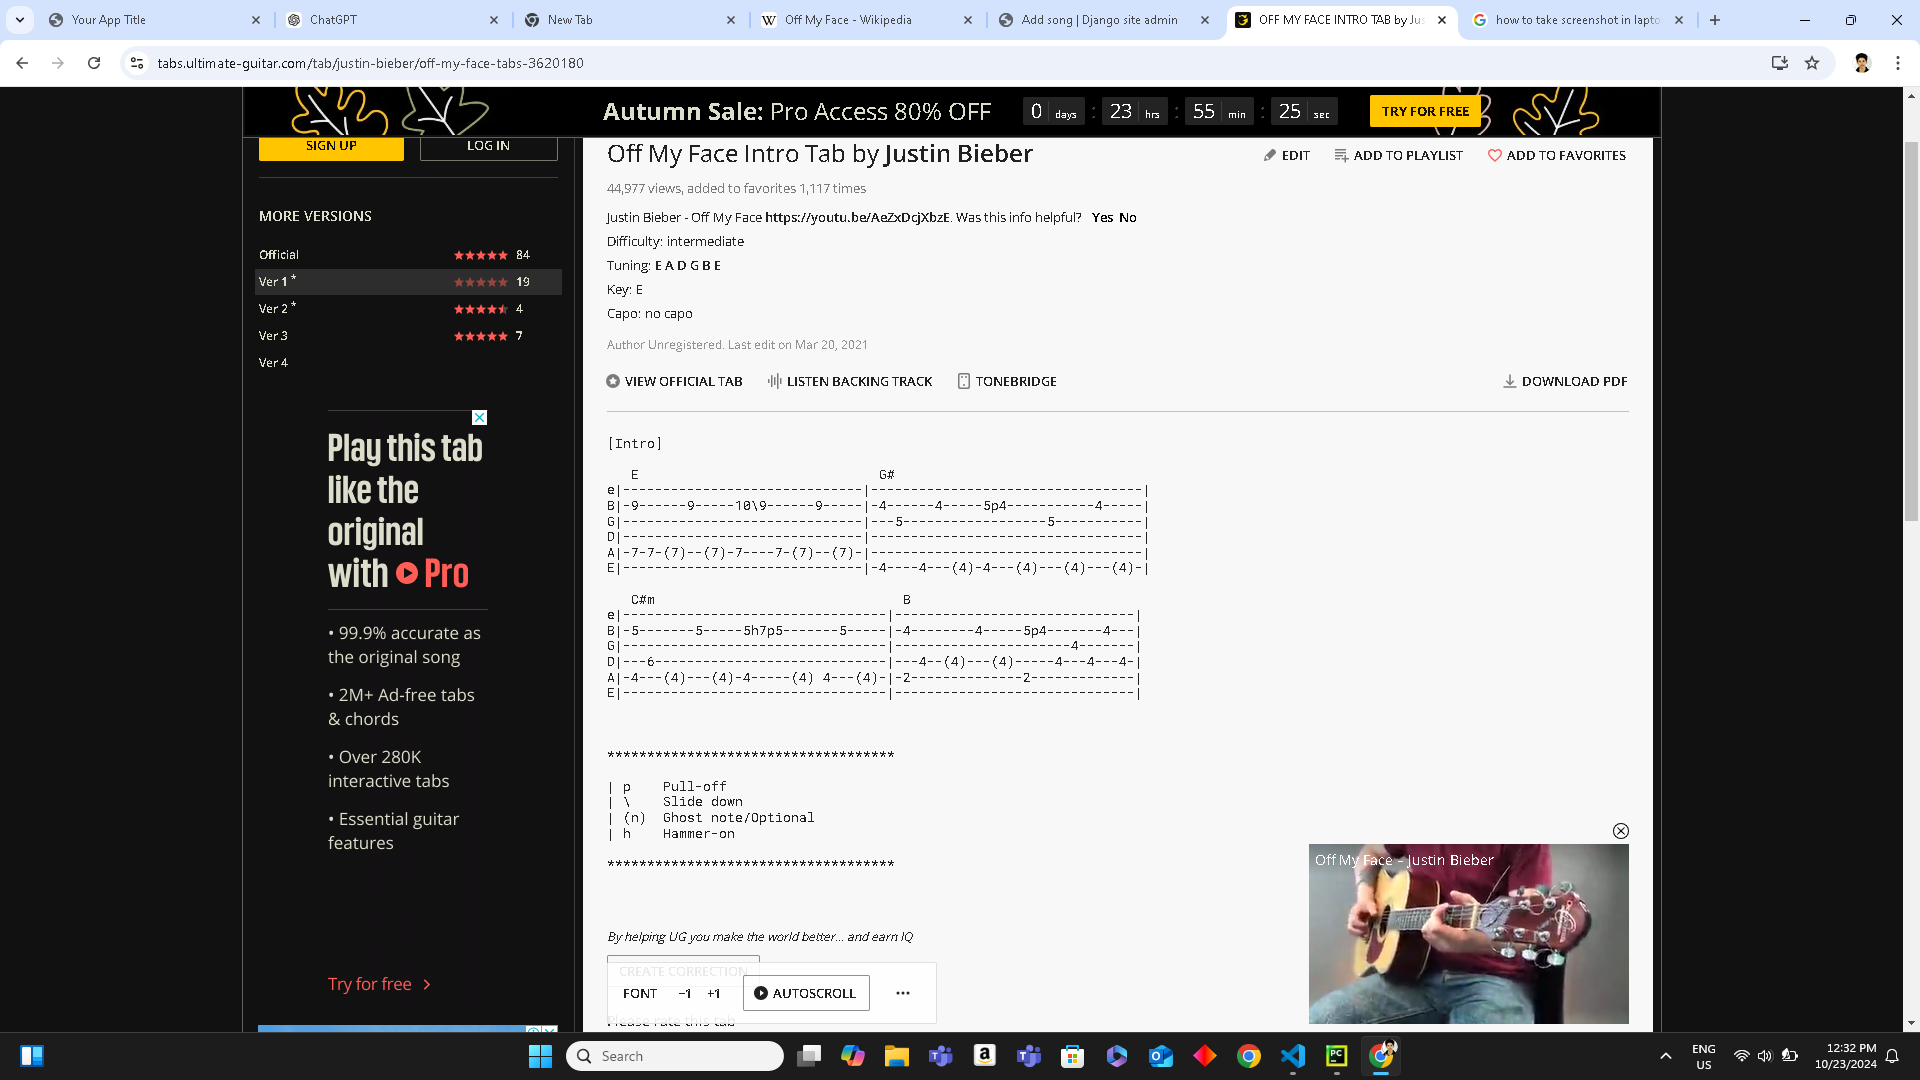 Your App Title
ChatGPT
New Tab
Off My Face - Wikipedia
Add song | Django site admin
OFF MY FACE INTRO TAB by Jus
how to take screenshot in lapto
tabs.ultimate-guitar.com/tab/justin-bieber/off-my-face-tabs-3620180
Autumn Sale: Pro Access 80% OFF 0 days : 23 hrs : 55 min : 25 sec TRY FOR FREE
SIGN UP LOG IN
MORE VERSIONS
Official 84
Ver 1 * 19
Ver 2 * 4
Ver 3 7
Ver 4
Play this tab
like the
original
with Pro
• 99.9% accurate as
the original song
• 2M+ Ad-free tabs
& chords
• Over 280K
interactive tabs
• Essential guitar
features
Try for free >
Off My Face Intro Tab by Justin Bieber
EDIT ADD TO PLAYLIST ADD TO FAVORITES
44,977 views, added to favorites 1,117 times
Justin Bieber - Off My Face https://youtu.be/AeZxDcjXbzE. Was this info helpful? Yes No
Difficulty: intermediate
Tuning: E A D G B E
Key: E
Capo: no capo
Author Unregistered. Last edit on Mar 20, 2021
VIEW OFFICIAL TAB LISTEN BACKING TRACK TONEBRIDGE DOWNLOAD PDF
[Intro]
   E                              G#
e|------------------------------|----------------------------------|
B|-9------9-----10\9------9-----|-4------4-----5p4-----------4-----|
G|------------------------------|---5------------------5-----------|
D|------------------------------|----------------------------------|
A|-7-7-(7)--(7)-7----7-(7)--(7)-|----------------------------------|
E|------------------------------|-4----4---(4)-4---(4)---(4)---(4)-|
   C#m                               B
e|---------------------------------|------------------------------|
B|-5-------5-----5h7p5-------5-----|-4--------4-----5p4-------4---|
G|---------------------------------|----------------------4-------|
D|---6-----------------------------|---4--(4)---(4)-----4---4---4-|
A|-4---(4)---(4)-4-----(4) 4---(4)-|-2--------------2-------------|
E|---------------------------------|------------------------------|
************************************
| p    Pull-off
| \    Slide down
| (n)  Ghost note/Optional
| h    Hammer-on
************************************
By helping UG you make the world better... and earn IQ
CREATE CORRECTION
FONT −1 +1 AUTOSCROLL ...
Please rate this tab
Off My Face - Justin Bieber
Search
ENG
US
12:32 PM
10/23/2024